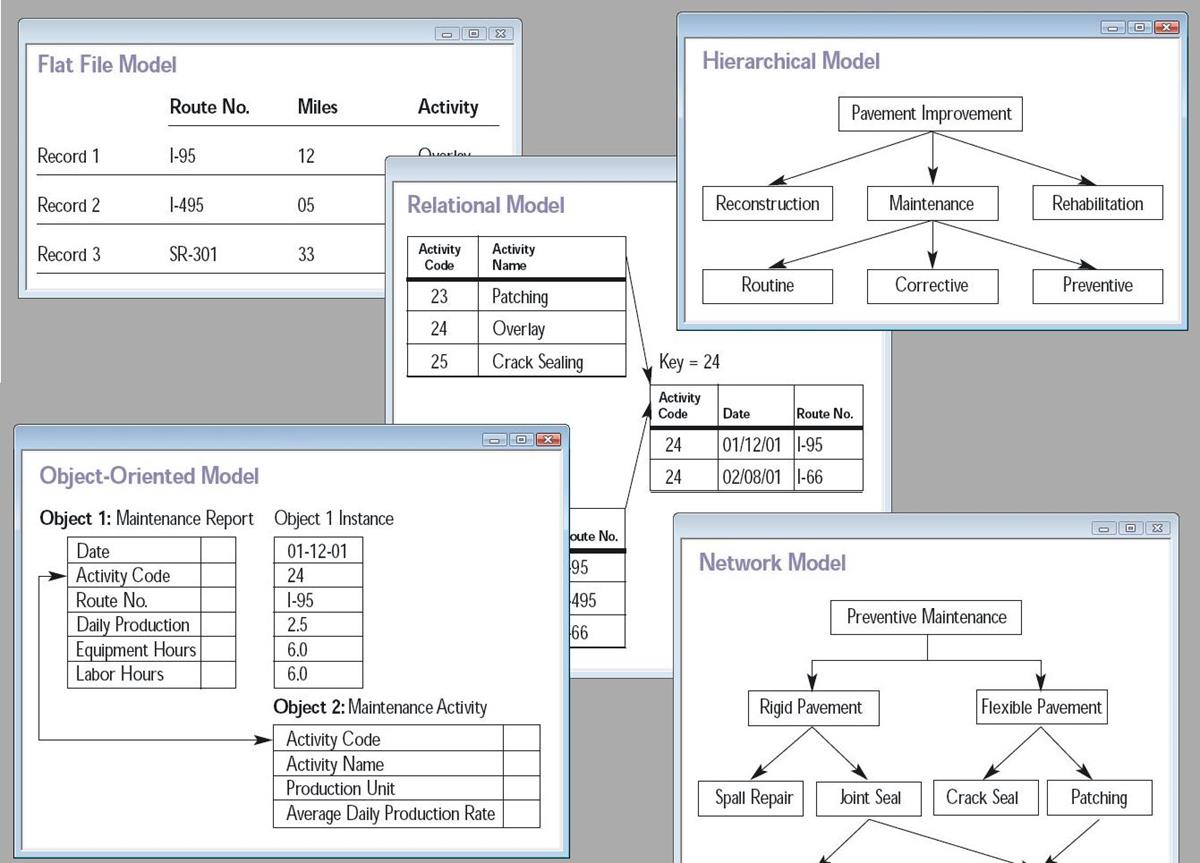 Flat File Model
Route No. Miles Activity
Record 1 I-95 12 Overlay
Record 2 I-495 05
Record 3 SR-301 33
Hierarchical Model
Pavement Improvement
Reconstruction Maintenance Rehabilitation
Routine Corrective Preventive
Relational Model
Activity Code Activity Name
23 Patching
24 Overlay
25 Crack Sealing
Key = 24
Activity Code Date Route No.
24 01/12/01 I-95
24 02/08/01 I-66
oute No.
-95
-495
-66
Object-Oriented Model
Object 1: Maintenance Report Object 1 Instance
Date 01-12-01
Activity Code 24
Route No. I-95
Daily Production 2.5
Equipment Hours 6.0
Labor Hours 6.0
Object 2: Maintenance Activity
Activity Code
Activity Name
Production Unit
Average Daily Production Rate
Network Model
Preventive Maintenance
Rigid Pavement Flexible Pavement
Spall Repair Joint Seal Crack Seal Patching